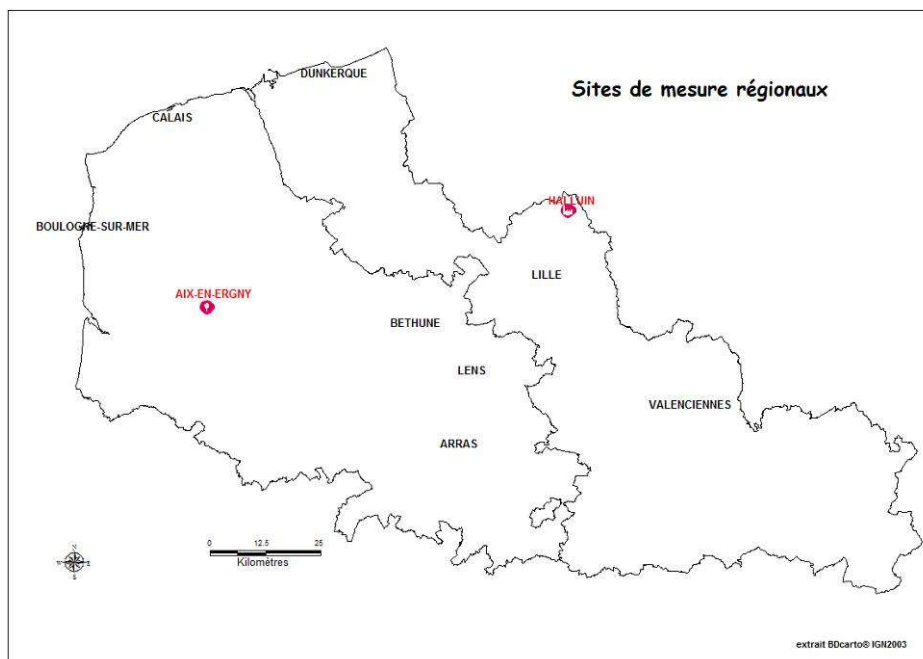 DUNKERQUE
Sites de mesure régionaux
CALAIS
HALLUIN
BOULOGNE-SUR-MER
LILLE
AIX-EN-ERGNY
BETHUNE
LENS
VALENCIENNES
ARRAS
0 12.5 25
Kilomètres
N
S
extrait BDcarto® IGN2003